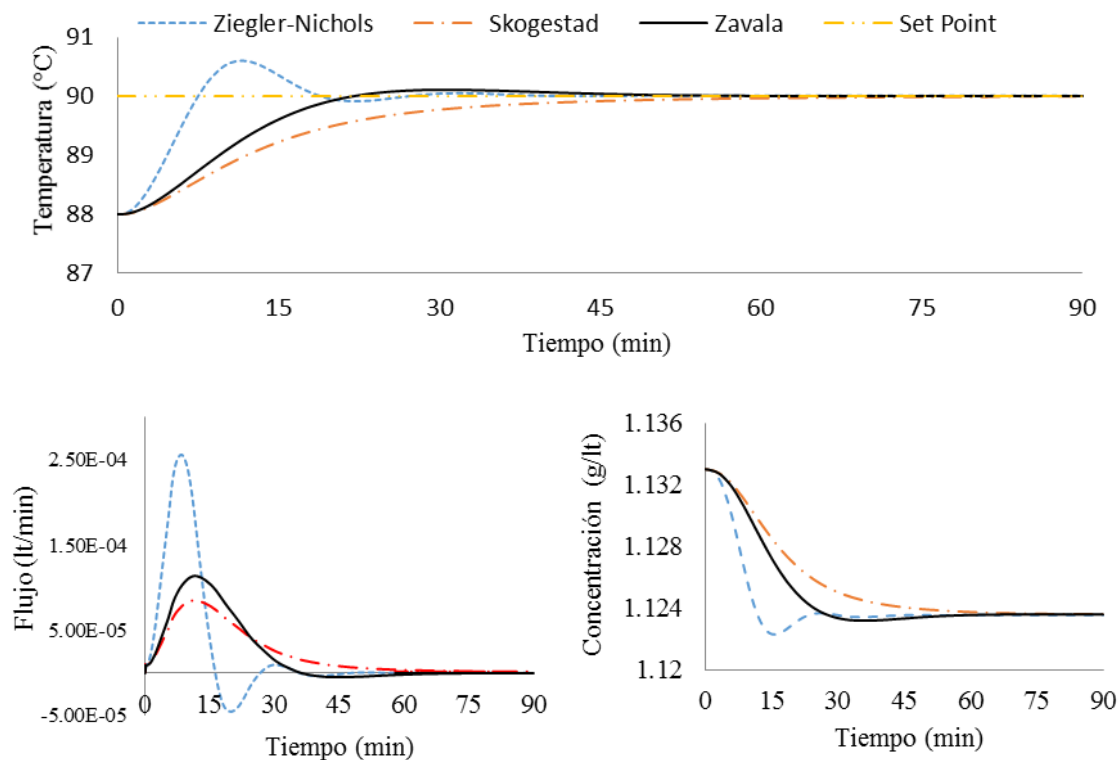 Ziegler-Nichols Skogestad Zavala Set Point
91
90
89
88
87
Temperatura (°C)
0 15 30 45 60 75 90
Tiempo (min)
2.50E-04
1.50E-04
5.00E-05
-5.00E-05
Flujo (lt/min)
0 15 30 45 60 75 90
Tiempo (min)
1.136
1.132
1.128
1.124
1.12
Concentración (g/lt)
0 15 30 45 60 75 90
Tiempo (min)